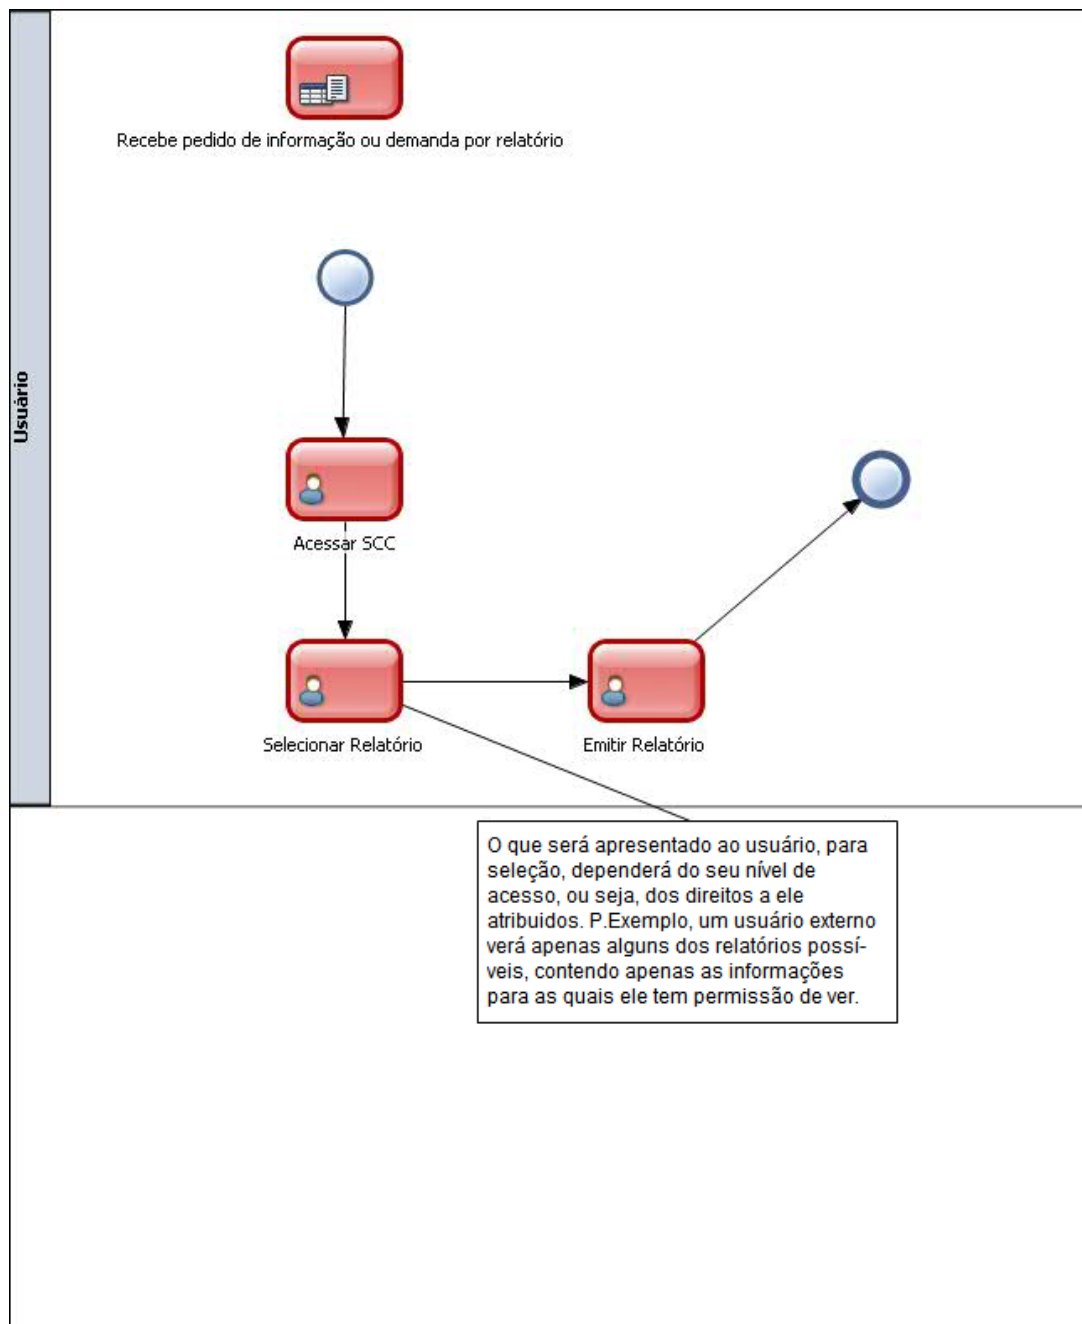 Recebe pedido de informação ou demanda por relatório
Usuário
Acessar SCC
Selecionar Relatório
Emitir Relatório
O que será apresentado ao usuário, para
seleção, dependerá do seu nível de
acesso, ou seja, dos direitos a ele
atribuidos. P.Exemplo, um usuário externo
verá apenas alguns dos relatórios possí-
veis, contendo apenas as informações
para as quais ele tem permissão de ver.